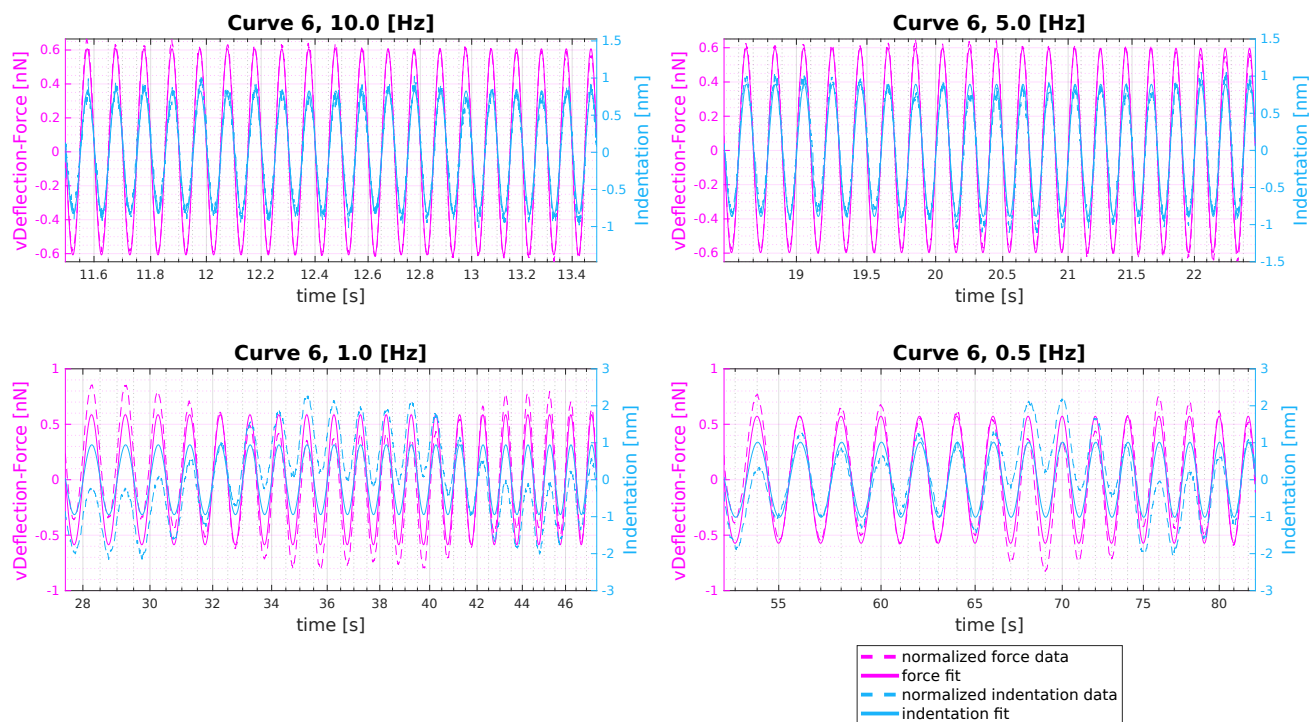 Curve 6, 10.0 [Hz]
vDeflection-Force [nN]
0.6
0.4
0.2
0
-0.2
-0.4
-0.6
1.5
1
0.5
0
-0.5
-1
Indentation [nm]
11.6 11.8 12 12.2 12.4 12.6 12.8 13 13.2 13.4
time [s]
Curve 6, 5.0 [Hz]
vDeflection-Force [nN]
0.6
0.4
0.2
0
-0.2
-0.4
-0.6
1.5
1
0.5
0
-0.5
-1
-1.5
Indentation [nm]
19 19.5 20 20.5 21 21.5 22
time [s]
Curve 6, 1.0 [Hz]
vDeflection-Force [nN]
1
0.5
0
-0.5
-1
3
2
1
0
-1
-2
-3
Indentation [nm]
28 30 32 34 36 38 40 42 44 46
time [s]
Curve 6, 0.5 [Hz]
vDeflection-Force [nN]
1
0.5
0
-0.5
-1
3
2
1
0
-1
-2
-3
Indentation [nm]
55 60 65 70 75 80
time [s]
normalized force data
force fit
normalized indentation data
indentation fit